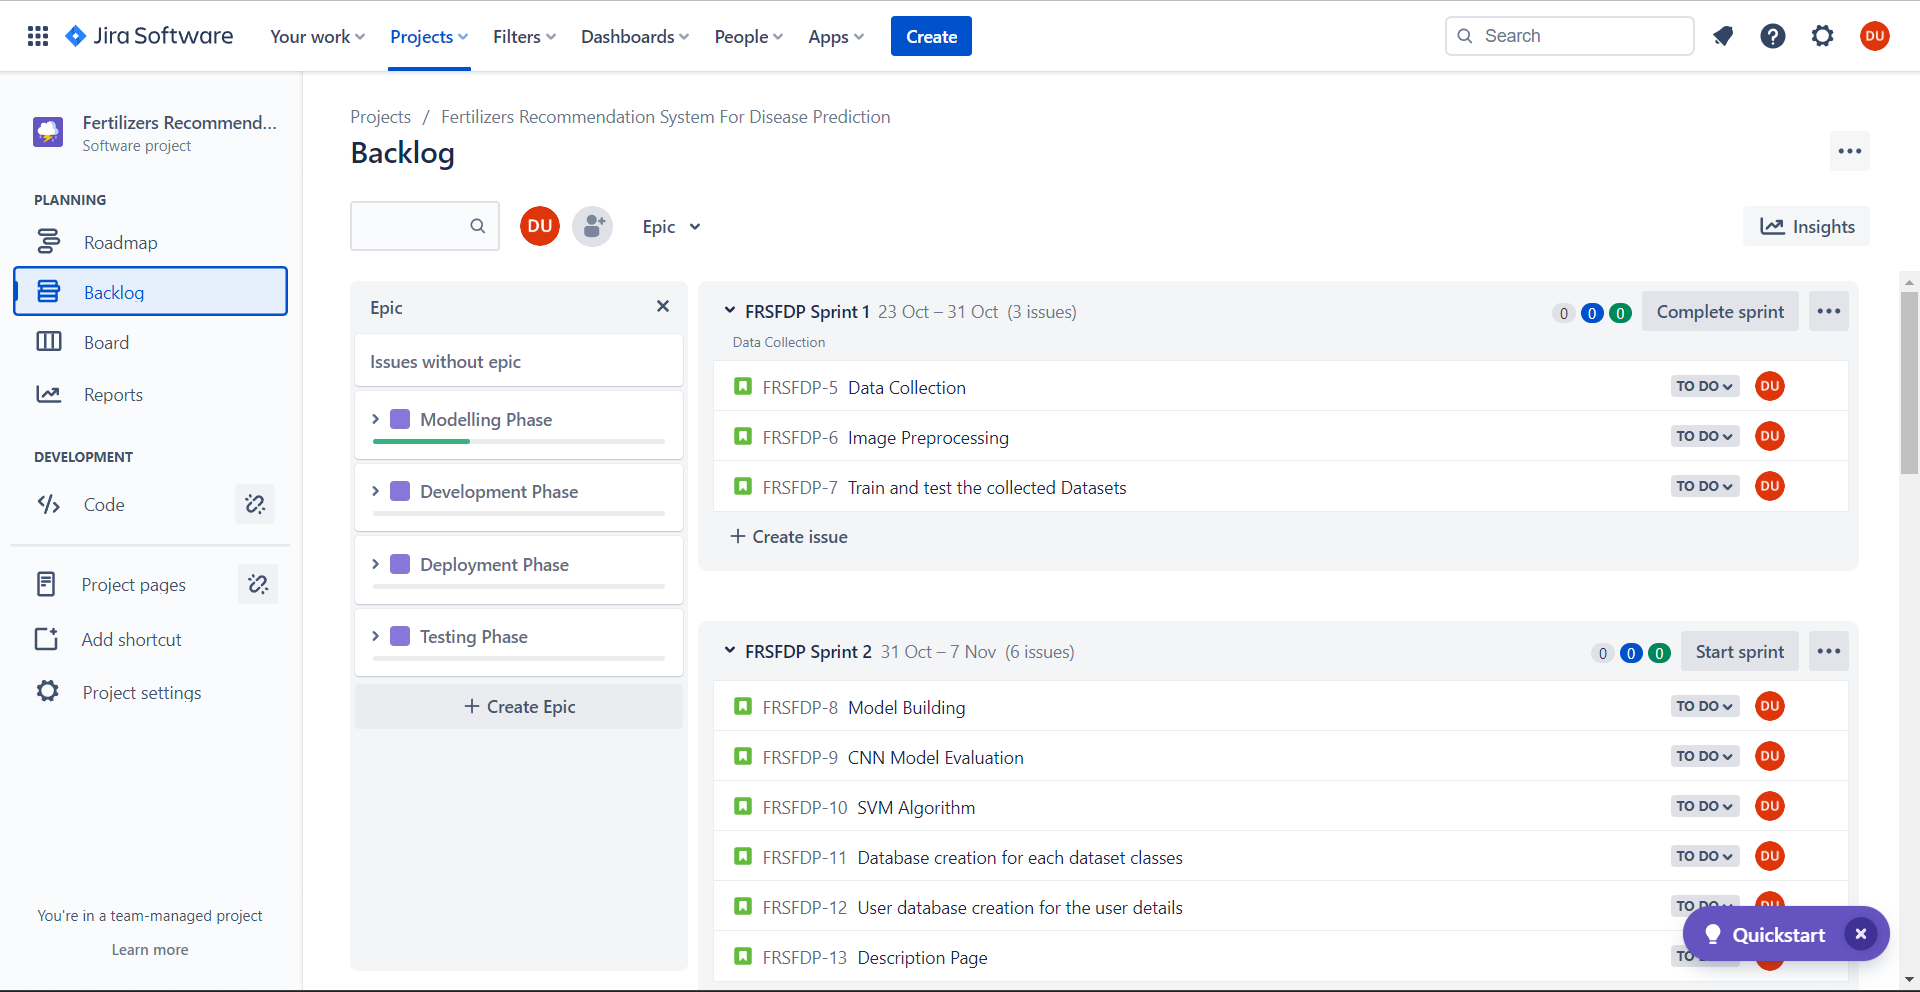 Jira Software Your work Projects Filters Dashboards People Apps Create Search DU
Fertilizers Recommend...
Software project
PLANNING
Roadmap
Backlog
Board
Reports
DEVELOPMENT
Code
Project pages
Add shortcut
Project settings
You're in a team-managed project
Learn more
Projects / Fertilizers Recommendation System For Disease Prediction
Backlog
DU Epic Insights
Epic
Issues without epic
Modelling Phase
Development Phase
Deployment Phase
Testing Phase
+ Create Epic
FRSFDP Sprint 1 23 Oct – 31 Oct (3 issues) 0 0 0 Complete sprint
Data Collection
FRSFDP-5 Data Collection TO DO DU
FRSFDP-6 Image Preprocessing TO DO DU
FRSFDP-7 Train and test the collected Datasets TO DO DU
+ Create issue
FRSFDP Sprint 2 31 Oct – 7 Nov (6 issues) 0 0 0 Start sprint
FRSFDP-8 Model Building TO DO DU
FRSFDP-9 CNN Model Evaluation TO DO DU
FRSFDP-10 SVM Algorithm TO DO DU
FRSFDP-11 Database creation for each dataset classes TO DO DU
FRSFDP-12 User database creation for the user details TO DO DU
FRSFDP-13 Description Page TO
Quickstart